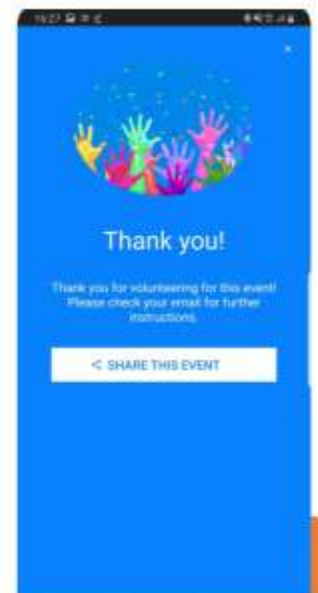 Thank you!
Thank you for volunteering for this event!
Please check your email for further
instructions.
SHARE THIS EVENT